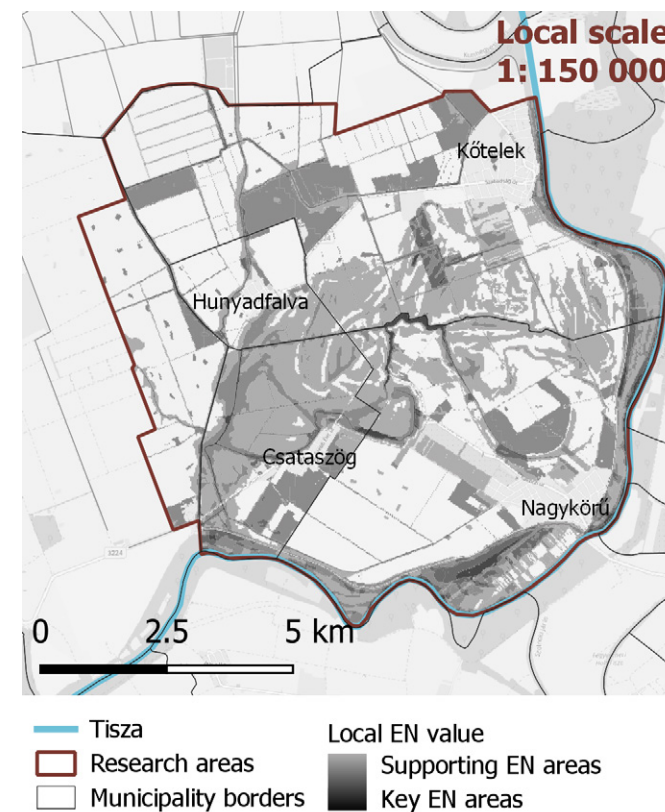 Local scale
1: 150 000
Kőtelek
Hunyadfalva
Csataszög
Nagykörű
3224
0 2.5 5 km
Tisza
Research areas
Municipality borders
Local EN value
Supporting EN areas
Key EN areas